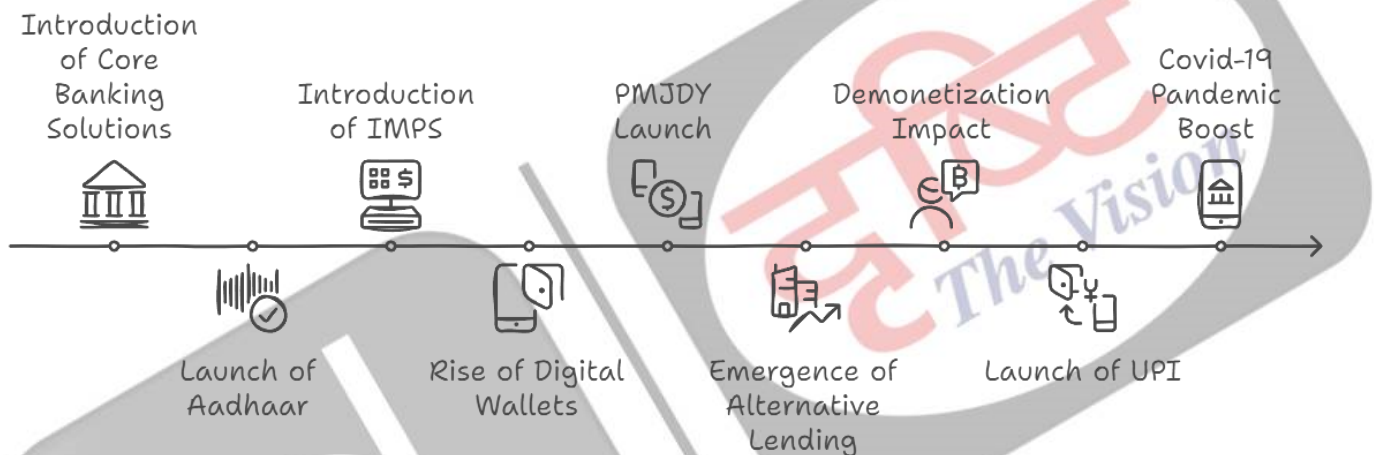 Introduction
of Core
Banking
Solutions
Launch of
Aadhaar
Introduction
of IMPS
Rise of Digital
Wallets
PMJDY
Launch
Emergence of
Alternative
Lending
Demonetization
Impact
Launch of UPI
Covid-19
Pandemic
Boost
दृष्टि
The Vision